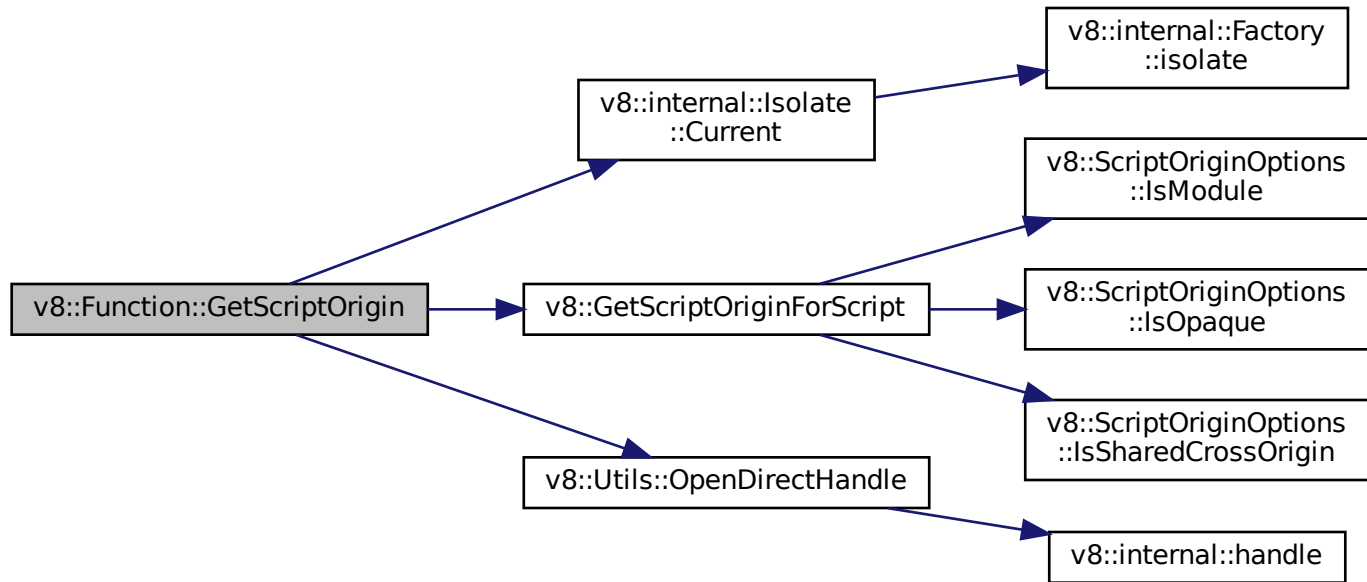 v8::internal::Factory
::isolate
v8::internal::Isolate
::Current
v8::ScriptOriginOptions
::IsModule
v8::Function::GetScriptOrigin
v8::GetScriptOriginForScript
v8::ScriptOriginOptions
::IsOpaque
v8::ScriptOriginOptions
::IsSharedCrossOrigin
v8::Utils::OpenDirectHandle
v8::internal::handle